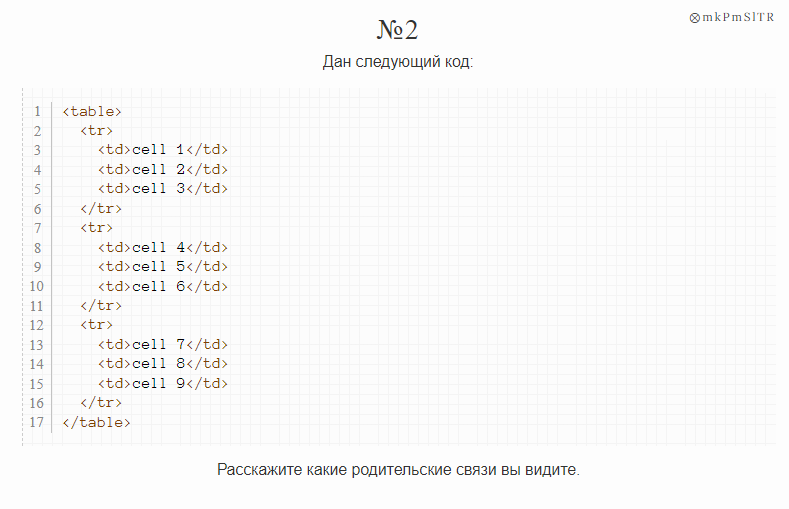 ⊗mkPmSlTR
№2
Дан следующий код:
1 <table>
2 <tr>
3 <td>cell 1</td>
4 <td>cell 2</td>
5 <td>cell 3</td>
6 </tr>
7 <tr>
8 <td>cell 4</td>
9 <td>cell 5</td>
10 <td>cell 6</td>
11 </tr>
12 <tr>
13 <td>cell 7</td>
14 <td>cell 8</td>
15 <td>cell 9</td>
16 </tr>
17 </table>
Расскажите какие родительские связи вы видите.